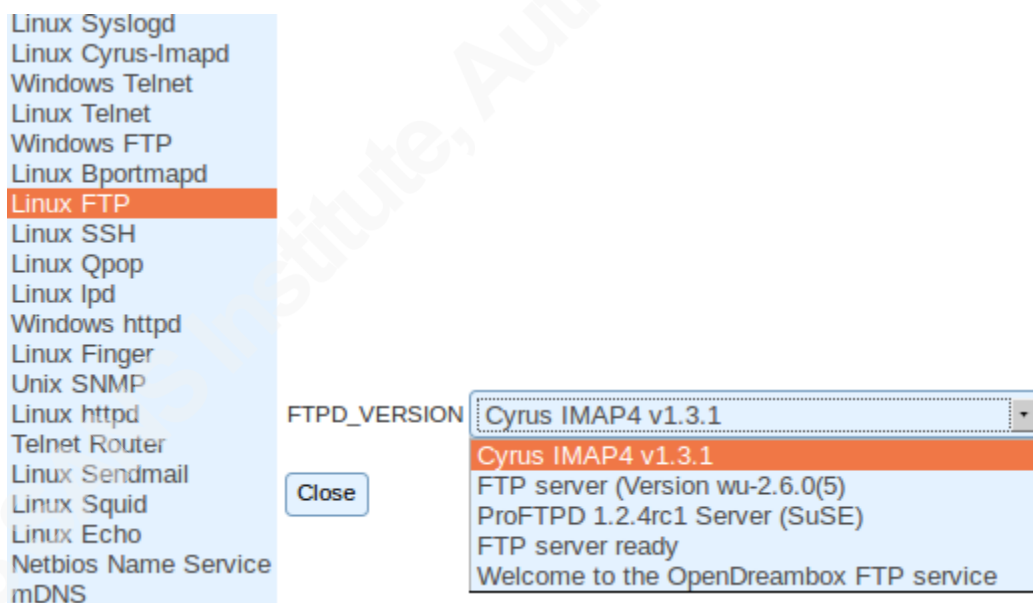 Linux Syslogd
Linux Cyrus-Imapd
Windows Telnet
Linux Telnet
Windows FTP
Linux Bportmapd
Linux FTP
Linux SSH
Linux Qpop
Linux lpd
Windows httpd
Linux Finger
Unix SNMP
Linux httpd
Telnet Router
Linux Sendmail
Linux Squid
Linux Echo
Netbios Name Service
mDNS
FTPD_VERSION
Cyrus IMAP4 v1.3.1
Cyrus IMAP4 v1.3.1
FTP server (Version wu-2.6.0(5)
ProFTPD 1.2.4rc1 Server (SuSE)
FTP server ready
Welcome to the OpenDreambox FTP service
Close